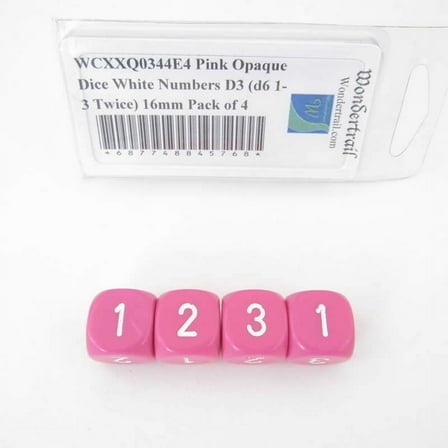 WCXXQ0344E4 Pink Opaque
Dice White Numbers D3 (d6 1-
3 Twice) 16mm Pack of 4
*687748845768*
Wondertrail
Wondertrail.com
1 2 3 1